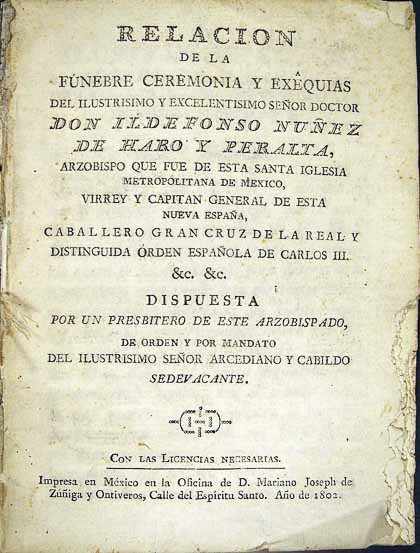 RELACION
DE LA
FÚNEBRE CEREMONIA Y EXÊQUIAS
DEL ILUSTRISIMO Y EXCELENTISIMO SEÑOR DOCTOR
DON ILDEFONSO NUÑEZ
DE HARO Y PERALTA,
ARZOBISPO QUE FUE DE ESTA SANTA IGLESIA
METROPOLITANA DE MEXICO,
VIRREY Y CAPITAN GENERAL DE ESTA
NUEVA ESPAÑA,
CABALLERO GRAN CRUZ DE LA REAL Y
DISTINGUIDA ÓRDEN ESPAÑOLA DE CARLOS III.
&c. &c.
DISPUESTA
POR UN PRESBITERO DE ESTE ARZOBISPADO,
DE ORDEN Y POR MANDATO
DEL ILUSTRISIMO SEÑOR ARCEDIANO Y CABILDO
SEDEVACANTE.
CON LAS LICENCIAS NECESARIAS.
Impresa en México en la Oficina de D. Mariano Joseph de
Zúñiga y Ontiveros, Calle del Espíritu Santo. Año de 1802.